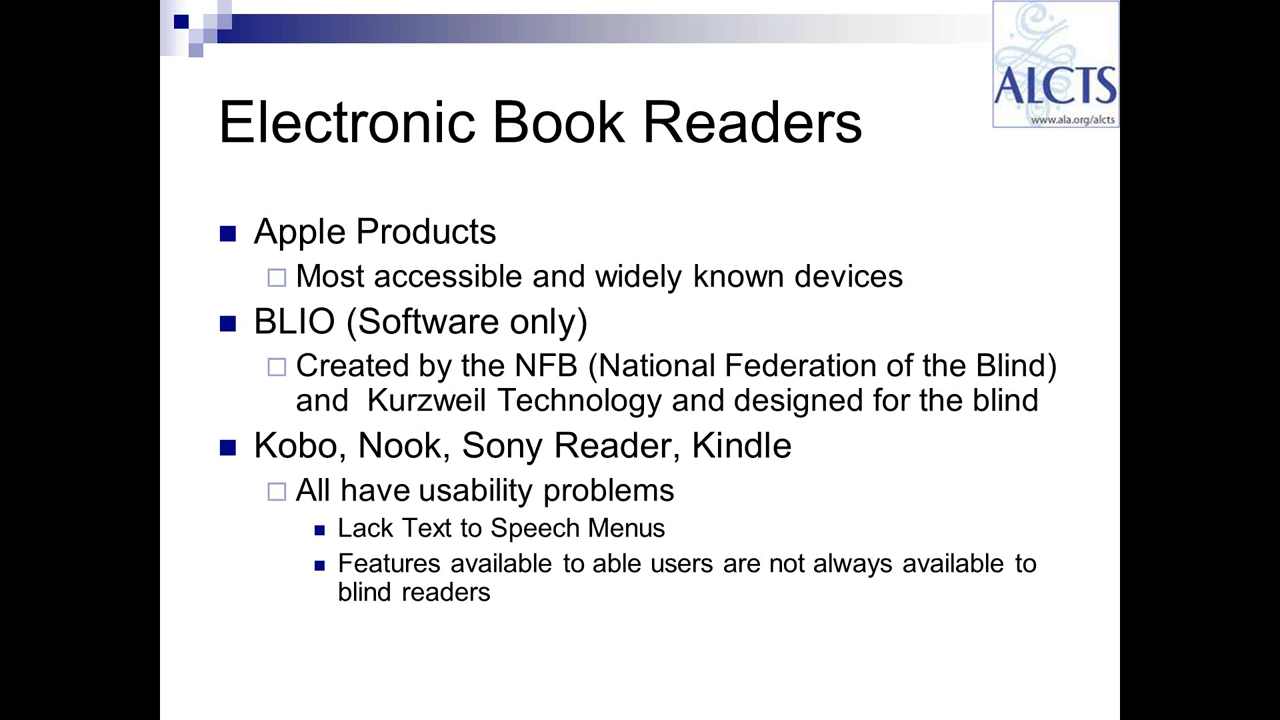 ALCTS
www.ala.org/alcts
Electronic Book Readers
Apple Products
Most accessible and widely known devices
BLIO (Software only)
Created by the NFB (National Federation of the Blind)
and  Kurzweil Technology and designed for the blind
Kobo, Nook, Sony Reader, Kindle
All have usability problems
Lack Text to Speech Menus
Features available to able users are not always available to
blind readers